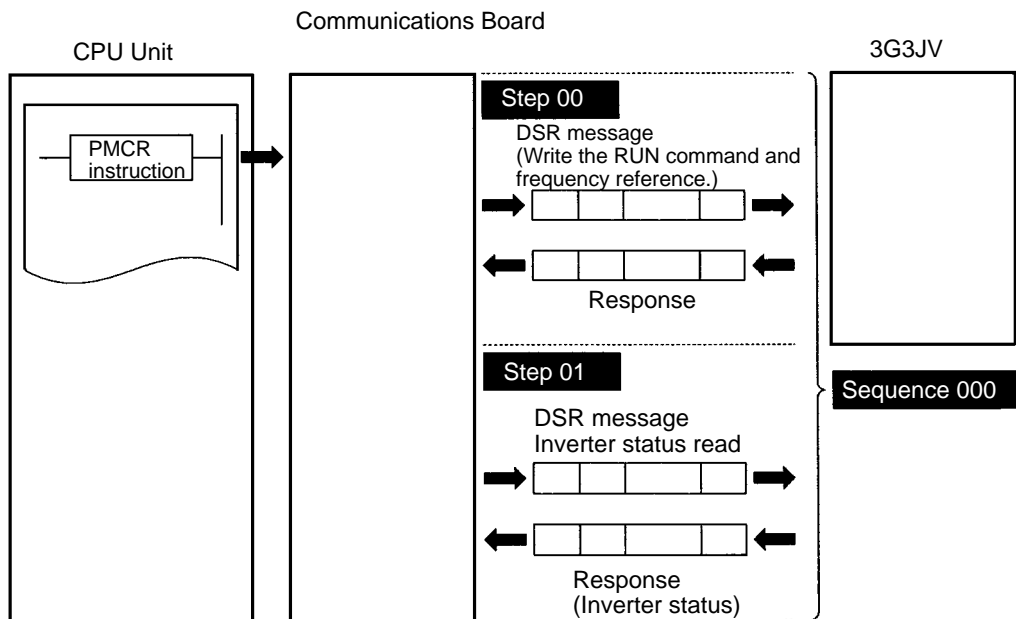 Communications Board
CPU Unit
3G3JV
PMCR
instruction
Step 00
DSR message
(Write the RUN command and
frequency reference.)
Response
Step 01
DSR message
Inverter status read
Response
(Inverter status)
Sequence 000